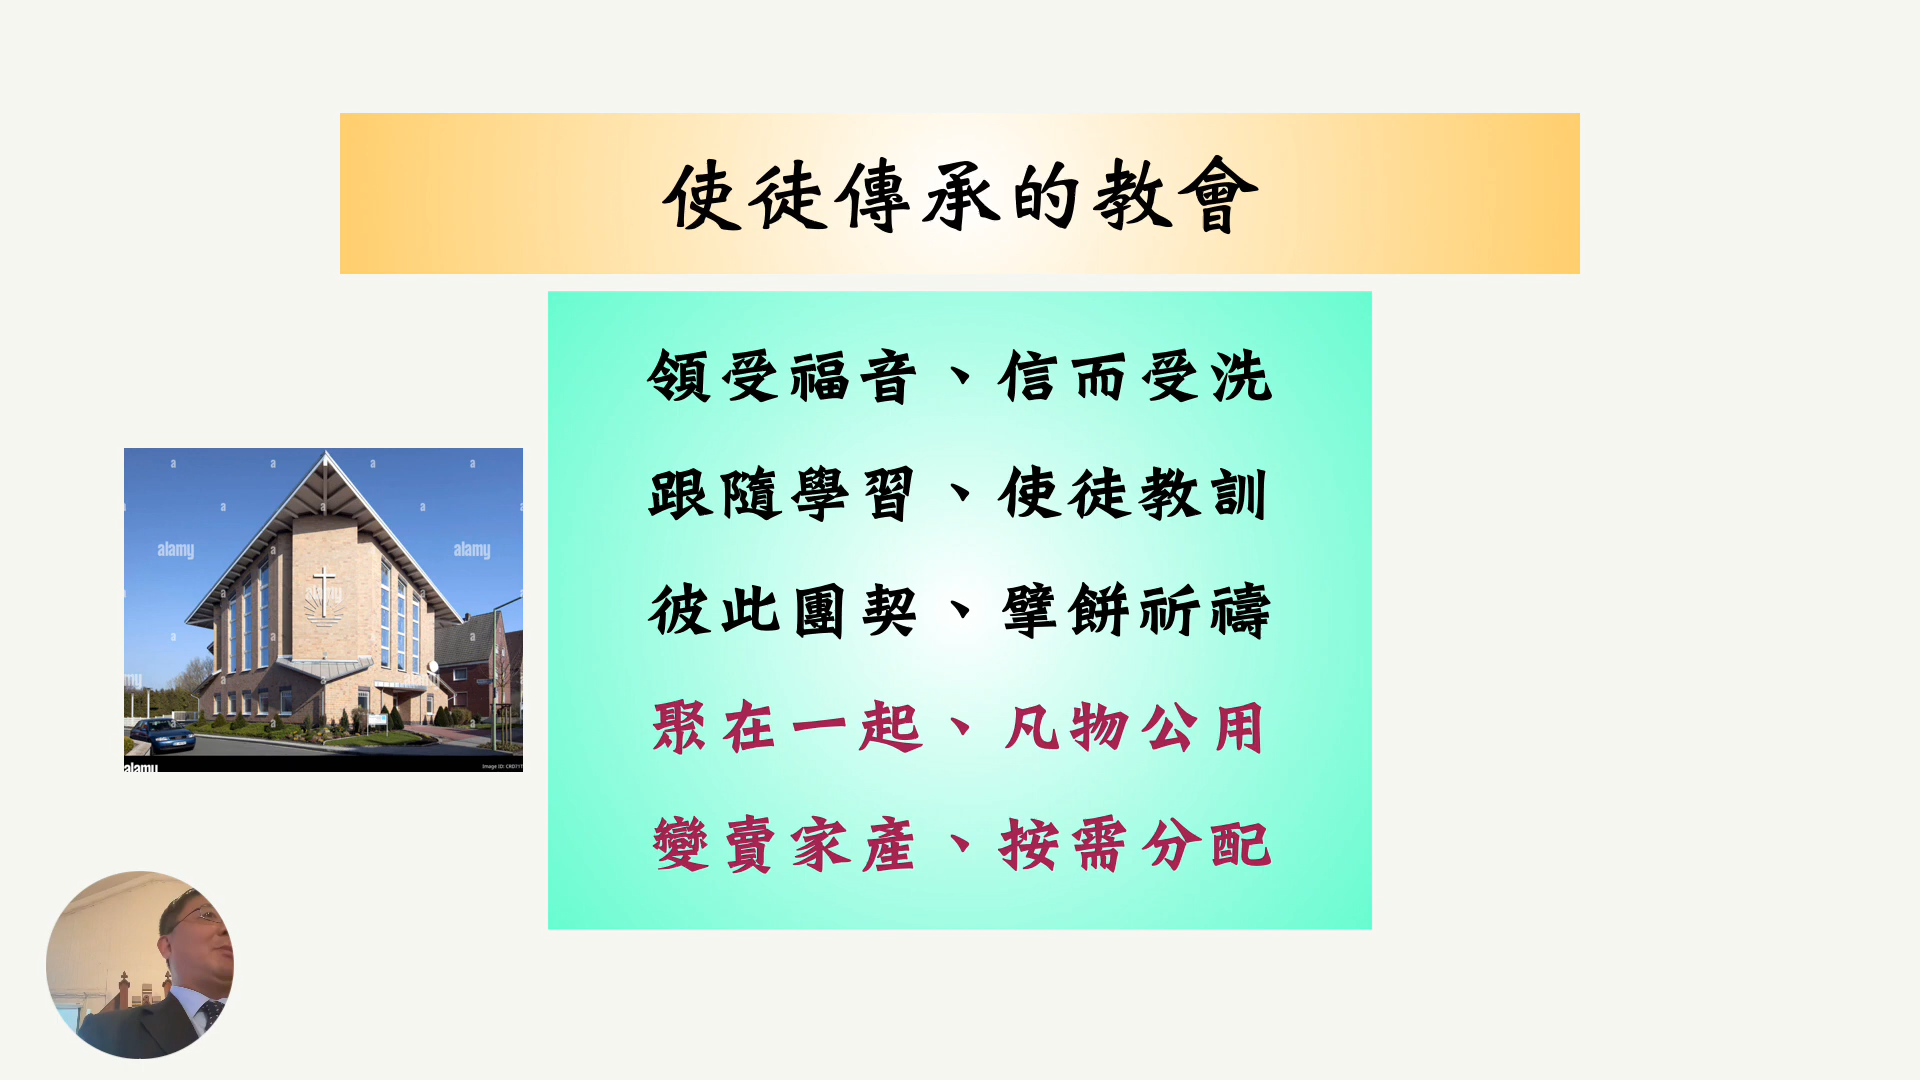 使徒傳承的教會
領受福音、信而受洗
跟隨學習、使徒教訓
彼此團契、擘餅祈禱
聚在一起、凡物公用
變賣家產、按需分配
alamy
alamy
alamy
alamy